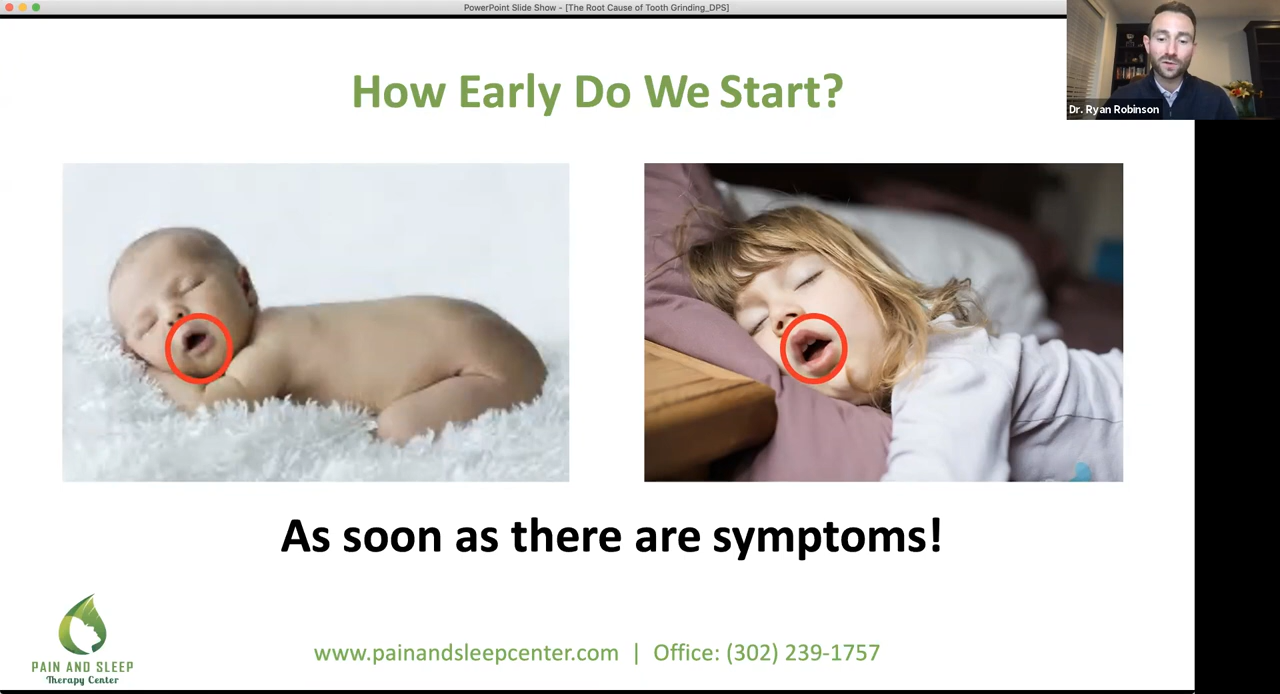 PowerPoint Slide Show - [The Root Cause of Tooth Grinding_DPS]
How Early Do We Start?
Dr. Ryan Robinson
As soon as there are symptoms!
PAIN AND SLEEP
Therapy Center
www.painandsleepcenter.com | Office: (302) 239-1757